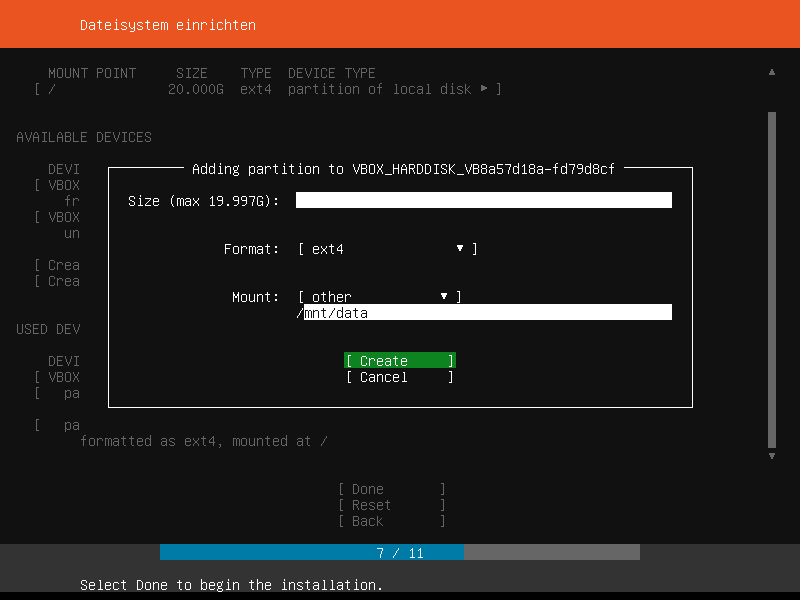 Dateisystem einrichten
MOUNT POINT SIZE TYPE DEVICE TYPE ▲
[ / 20.000G ext4 partition of local disk ► ]
AVAILABLE DEVICES
DEVI
Adding partition to VBOX_HARDDISK_VB8a57d18a-fd79d8cf
[ VBOX
fr
Size (max 19.997G):
[ VBOX
un
Format: [ ext4 ▼ ]
[ Crea
[ Crea
Mount: [ other ▼ ]
/mnt/data
USED DEV
DEVI
[ Create ]
[ VBOX
[ Cancel ]
[ pa
[ pa
formatted as ext4, mounted at /
▼
[ Done ]
[ Reset ]
[ Back ]
7 / 11
Select Done to begin the installation.